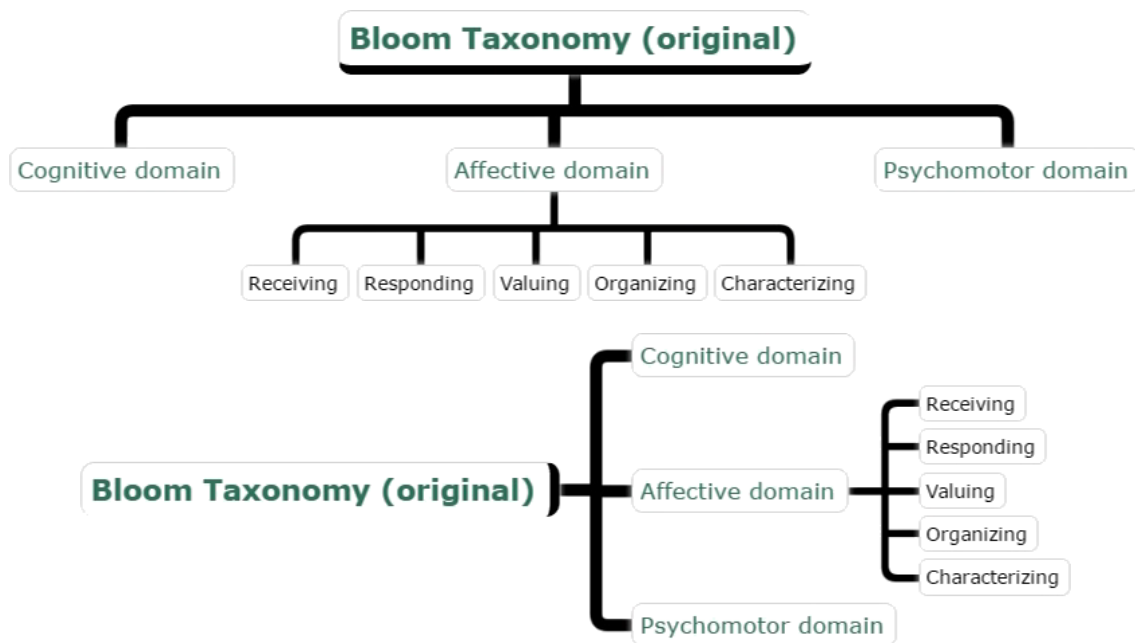 Bloom Taxonomy (original)
Cognitive domain Affective domain Psychomotor domain
Receiving Responding Valuing Organizing Characterizing
Cognitive domain
Receiving
Responding
Bloom Taxonomy (original) Affective domain Valuing
Organizing
Characterizing
Psychomotor domain